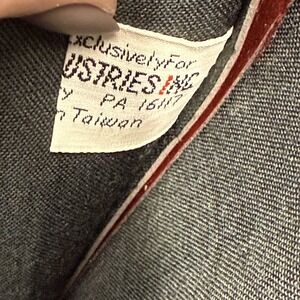 xclusivelyFor
USTRIES INC
y PA 16117
n Taiwan